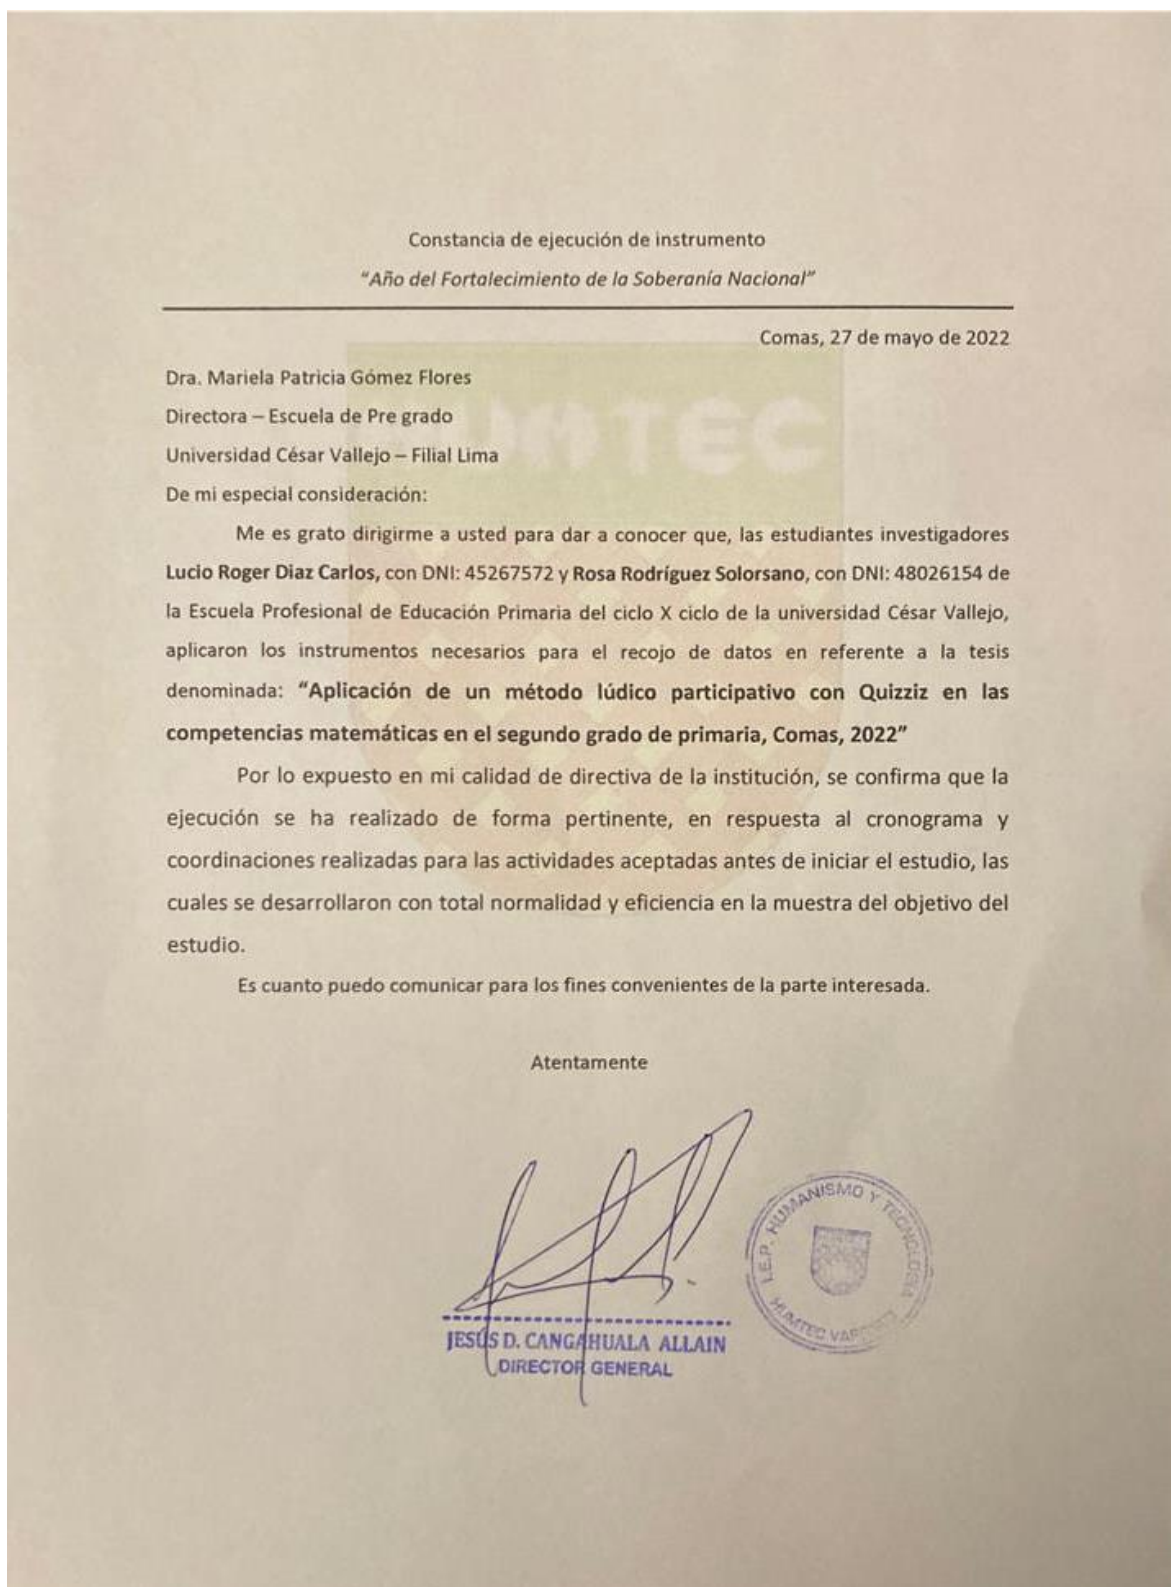 Constancia de ejecución de instrumento
"Año del Fortalecimiento de la Soberanía Nacional"
Comas, 27 de mayo de 2022
Dra. Mariela Patricia Gómez Flores
Directora – Escuela de Pre grado
Universidad César Vallejo – Filial Lima
De mi especial consideración:
Me es grato dirigirme a usted para dar a conocer que, las estudiantes investigadores
Lucio Roger Diaz Carlos, con DNI: 45267572 y Rosa Rodríguez Solorsano, con DNI: 48026154 de
la Escuela Profesional de Educación Primaria del ciclo X ciclo de la universidad César Vallejo,
aplicaron los instrumentos necesarios para el recojo de datos en referente a la tesis
denominada: "Aplicación de un método lúdico participativo con Quizziz en las
competencias matemáticas en el segundo grado de primaria, Comas, 2022"
Por lo expuesto en mi calidad de directiva de la institución, se confirma que la
ejecución se ha realizado de forma pertinente, en respuesta al cronograma y
coordinaciones realizadas para las actividades aceptadas antes de iniciar el estudio, las
cuales se desarrollaron con total normalidad y eficiencia en la muestra del objetivo del
estudio.
Es cuanto puedo comunicar para los fines convenientes de la parte interesada.
Atentamente
JESÚS D. CANGAHUALA ALLAIN
DIRECTOR GENERAL
I.E.P. HUMANISMO Y TECNOLOGIA
HUMTEC